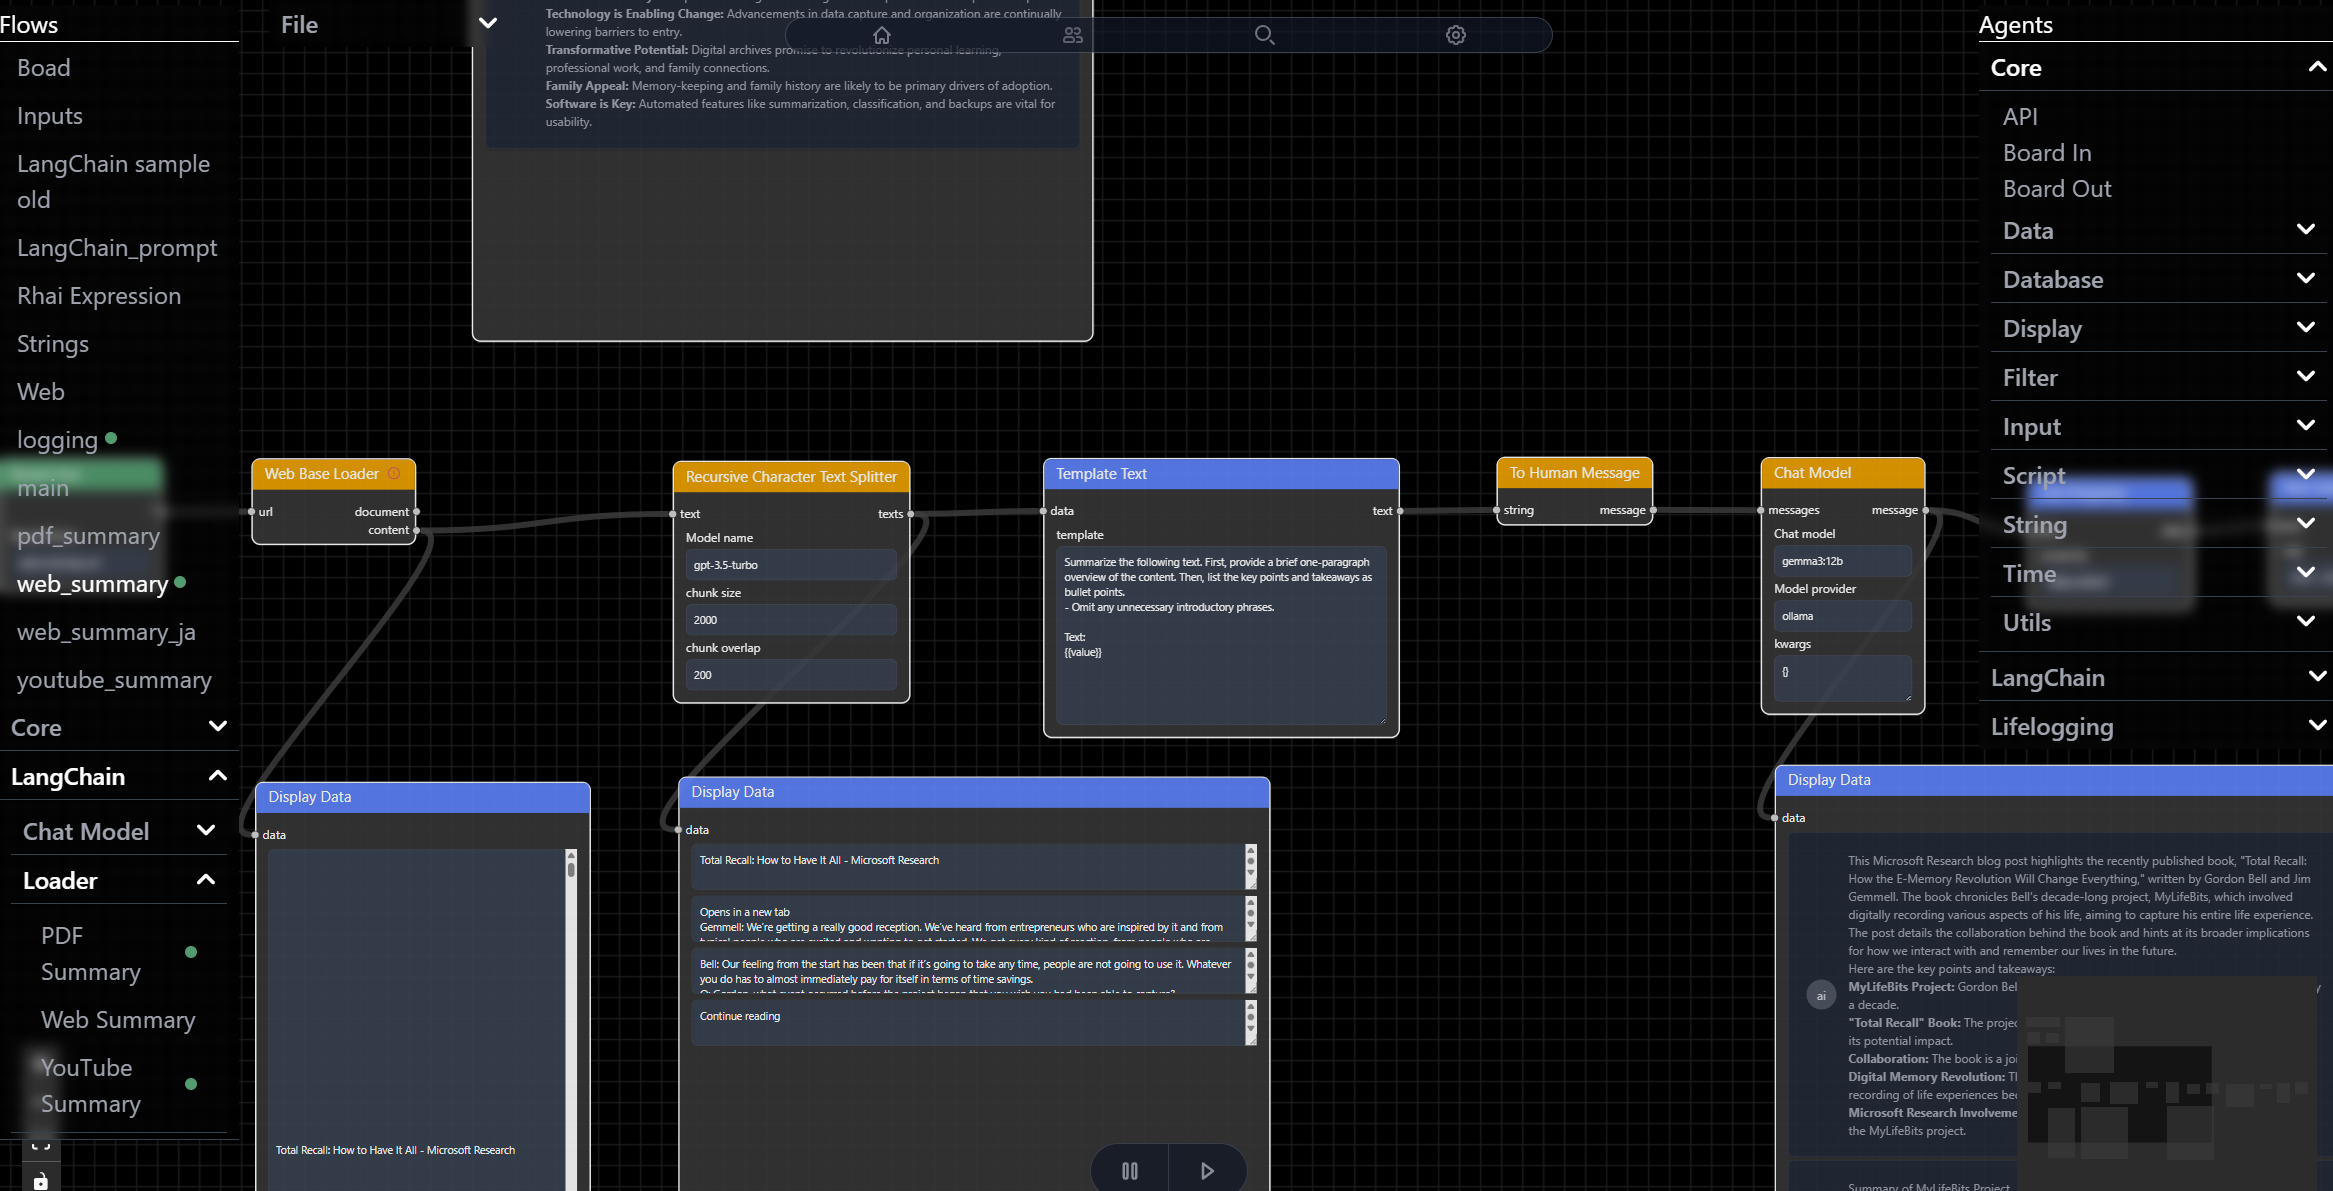 Flows
Boad
Inputs
LangChain sample
old
LangChain_prompt
Rhai Expression
Strings
Web
logging
main
pdf_summary
web_summary
web_summary_ja
youtube_summary
Core
LangChain
Chat Model
Loader
PDF
Summary
Web Summary
YouTube
Summary
File
Technology is Enabling Change: Advancements in data capture and organization are continually
lowering barriers to entry.
Transformative Potential: Digital archives promise to revolutionize personal learning,
professional work, and family connections.
Family Appeal: Memory-keeping and family history are likely to be primary drivers of adoption.
Software is Key: Automated features like summarization, classification, and backups are vital for
usability.
Web Base Loader
url
document
content
Recursive Character Text Splitter
text
texts
Model name
gpt-3.5-turbo
chunk size
2000
chunk overlap
200
Template Text
data
text
template
Summarize the following text. First, provide a brief one-paragraph
overview of the content. Then, list the key points and takeaways as
bullet points.
- Omit any unnecessary introductory phrases.
Text:
{{value}}
To Human Message
string
message
Chat Model
messages
message
Chat model
gemma3:12b
Model provider
ollama
kwargs
{}
Display Data
data
Total Recall: How to Have It All - Microsoft Research
Display Data
data
Total Recall: How to Have It All - Microsoft Research
Opens in a new tab
Gemmell: We're getting a really good reception. We've heard from entrepreneurs who are inspired by it and from
Bell: Our feeling from the start has been that if it's going to take any time, people are not going to use it. Whatever
you do has to almost immediately pay for itself in terms of time savings.
Continue reading
Display Data
data
ai
This Microsoft Research blog post highlights the recently published book, "Total Recall:
How the E-Memory Revolution Will Change Everything," written by Gordon Bell and Jim
Gemmell. The book chronicles Bell's decade-long project, MyLifeBits, which involved
digitally recording various aspects of his life, aiming to capture his entire life experience.
The post details the collaboration behind the book and hints at its broader implications
for how we interact with and remember our lives in the future.
Here are the key points and takeaways:
MyLifeBits Project: Gordon Bel
a decade.
"Total Recall" Book: The projec
its potential impact.
Collaboration: The book is a joi
Digital Memory Revolution: T
recording of life experiences be
Microsoft Research Involveme
the MyLifeBits project.
Summary of MyLifeBits Project
Agents
Core
API
Board In
Board Out
Data
Database
Display
Filter
Input
Script
String
Time
Utils
LangChain
Lifelogging